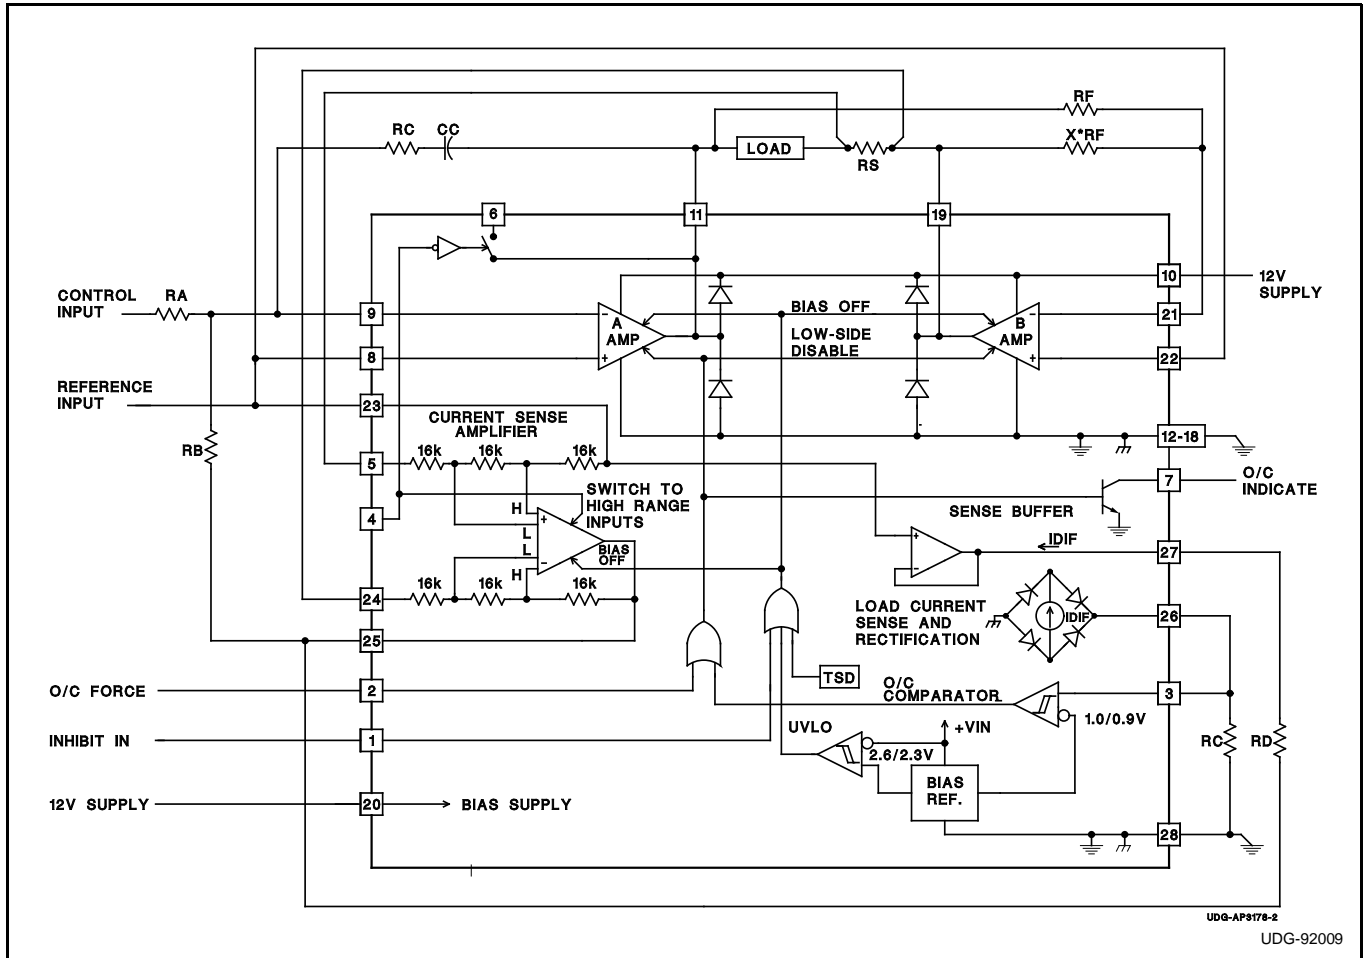 RF
RC CC
LOAD
X*RF
RS
6
11
19
10
12V
SUPPLY
CONTROL
INPUT
RA
9
A
AMP
BIAS OFF
LOW-SIDE
DISABLE
B
AMP
21
8
22
REFERENCE
INPUT
23
CURRENT SENSE
AMPLIFIER
12-18
RB
5
16k 16k 16k
7
O/C
INDICATE
4
SWITCH TO
HIGH RANGE
INPUTS
H
L
L
H
BIAS
OFF
SENSE BUFFER
IDIF
27
24
16k 16k 16k
LOAD CURRENT
SENSE AND
RECTIFICATION
IDIF
26
25
TSD
O/C FORCE
2
O/C
COMPARATOR
3
1.0/0.9V
INHIBIT IN
1
UVLO
+VIN
2.6/2.3V
RC
RD
BIAS
REF.
12V SUPPLY
20
BIAS SUPPLY
28
UDG-AP3176-2
UDG-92009